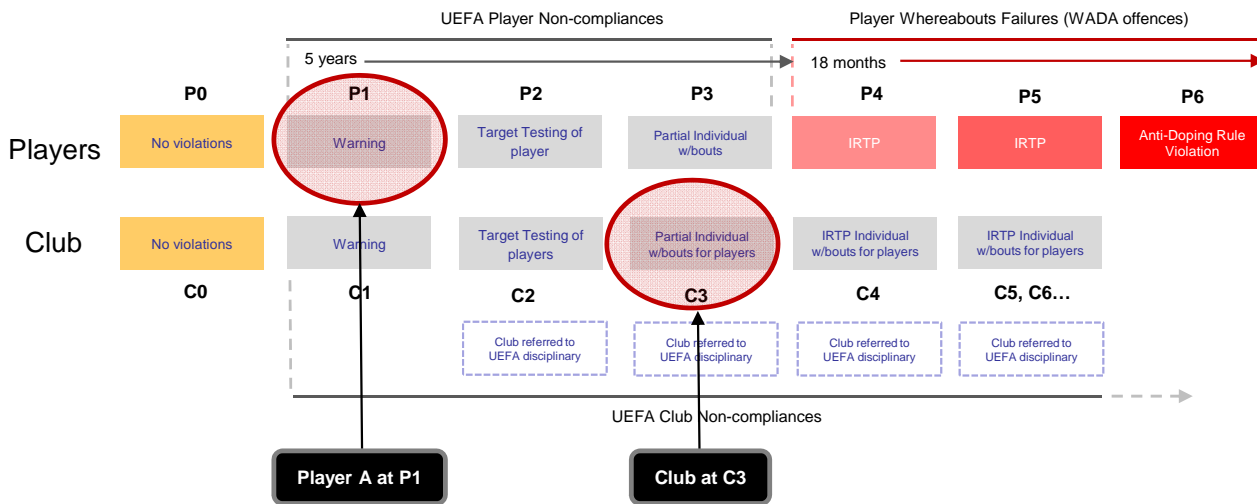 UEFA Player Non-compliances
Player Whereabouts Failures (WADA offences)
5 years
18 months
P0
P1
P2
P3
P4
P5
P6
Players
No violations
Warning
Target Testing of
player
Partial Individual
w/bouts
IRTP
IRTP
Anti-Doping Rule
Violation
Club
No violations
Warning
Target Testing of
players
Partial Individual
w/bouts for players
IRTP Individual
w/bouts for players
IRTP Individual
w/bouts for players
C0
C1
C2
C3
C4
C5, C6…
Club referred to
UEFA disciplinary
Club referred to
UEFA disciplinary
Club referred to
UEFA disciplinary
Club referred to
UEFA disciplinary
UEFA Club Non-compliances
Player A at P1
Club at C3